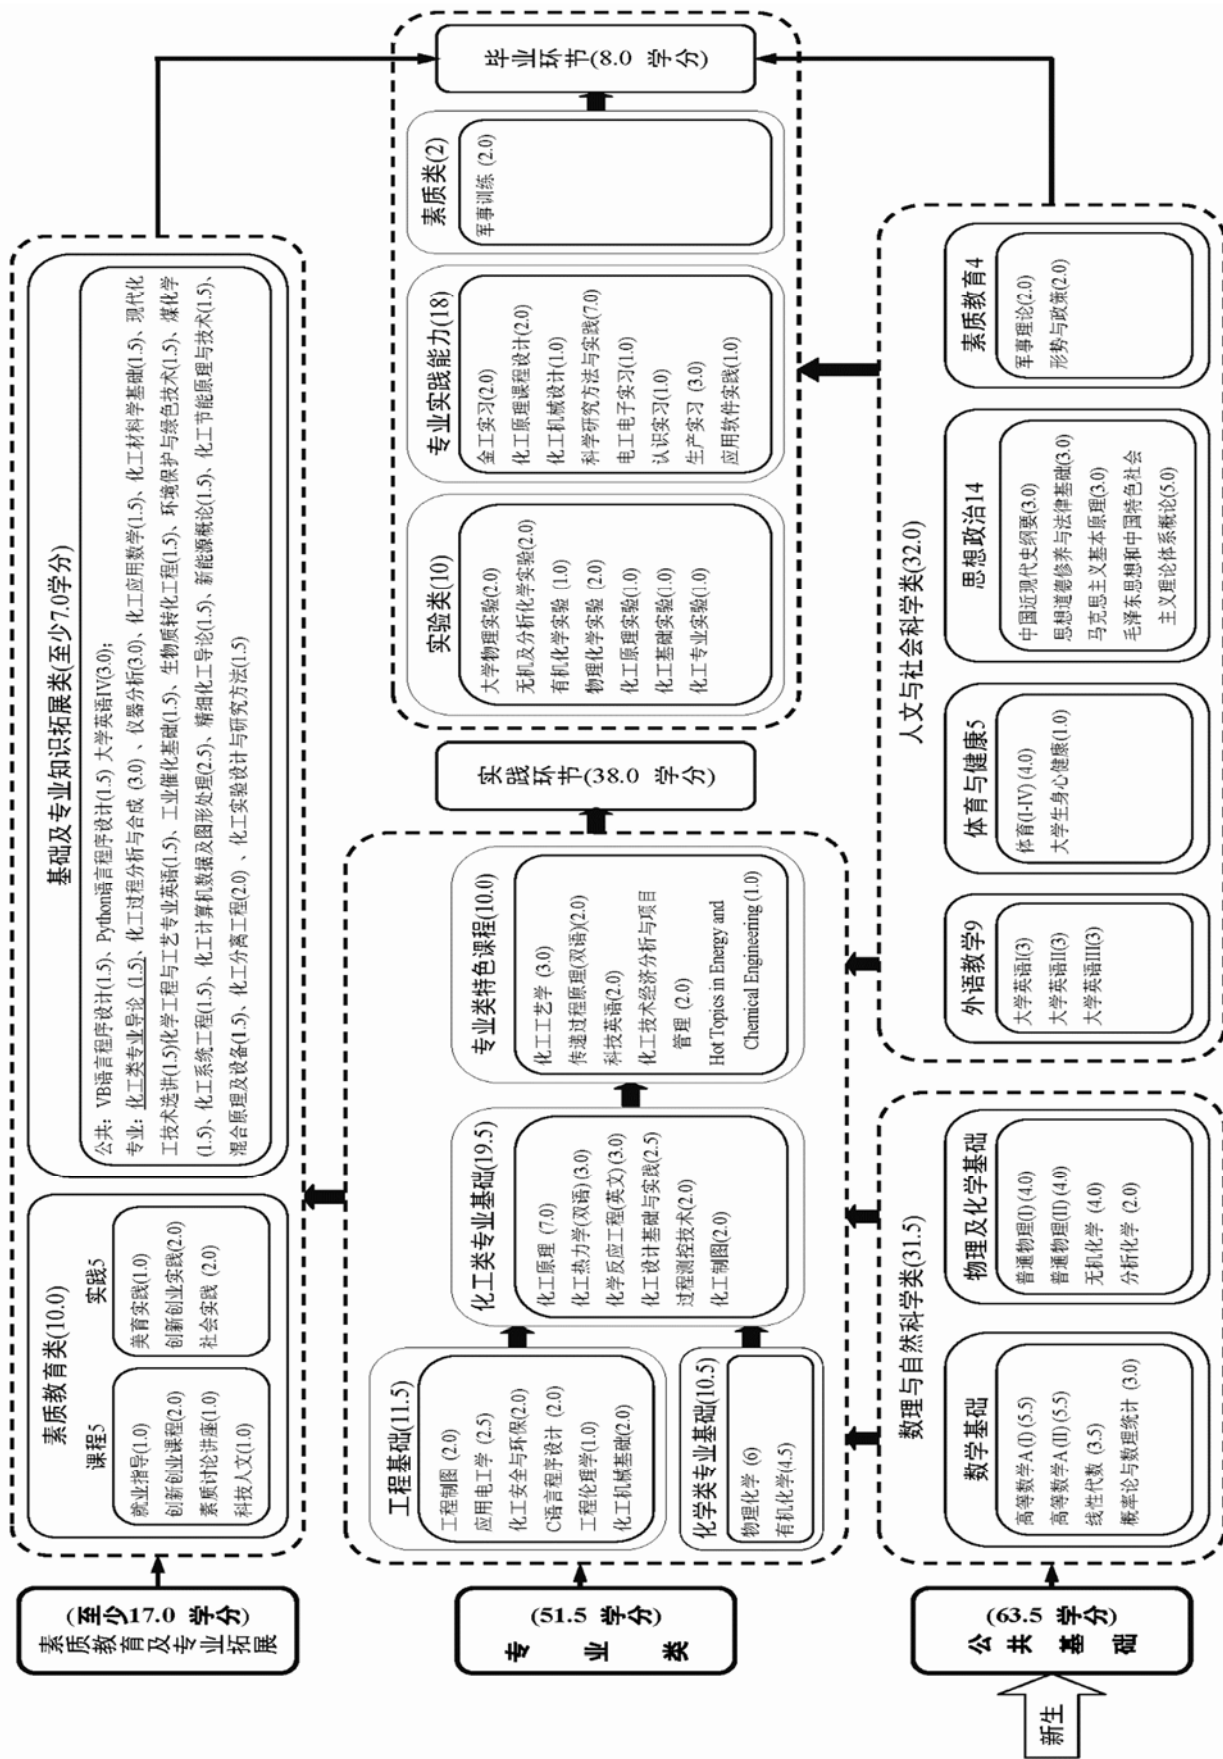 (至少17.0 学分)
素质教育及专业拓展
素质教育类(10.0)
课程5
就业指导(1.0)
创新创业课程(2.0)
素质讨论讲座(1.0)
科技人文(1.0)
实践5
美育实践(1.0)
创新创业实践(2.0)
社会实践 (2.0)
基础及专业知识拓展类(至少7.0学分)
公共：VB语言程序设计(1.5)、Python语言程序设计(1.5) 大学英语IV(3.0);
专业：化工类专业导论 (1.5)、化工过程分析与合成 (3.0) 、仪器分析(3.0)、化工应用数学(1.5)、化工材料学基础(1.5)、现代化
工技术选讲(1.5)化学工程与工艺专业英语(1.5)、工业催化基础(1.5)、生物质转化工程(1.5)、环境保护与绿色技术(1.5)、煤化学
(1.5)、化工系统工程(1.5)、化工计算机数据及图形处理(2.5)、精细化工导论(1.5)、新能源概论(1.5)、化工节能原理与技术(1.5)、
混合原理及设备(1.5)、化工分离工程(2.0) 、化工实验设计与研究方法(1.5)
(51.5 学分)
专 业 类
工程基础(11.5)
工程制图 (2.0)
应用电工学 (2.5)
化工安全与环保(2.0)
C语言程序设计 (2.0)
工程伦理学(1.0)
化工机械基础(2.0)
化学类专业基础(10.5)
物理化学 (6)
有机化学(4.5)
化工类专业基础(19.5)
化工原理 (7.0)
化工热力学(双语) (3.0)
化学反应工程(英文) (3.0)
化工设计基础与实践(2.5)
过程测控技术(2.0)
化工制图(2.0)
专业类特色课程(10.0)
化工工艺学 (3.0)
传递过程原理(双语)(2.0)
科技英语(2.0)
化工技术经济分析与项目
管理 (2.0)
Hot Topics in Energy and
Chemical Engineering (1.0)
实践环节(38.0 学分)
实验类(10)
大学物理实验(2.0)
无机及分析化学实验(2.0)
有机化学实验 (1.0)
物理化学实验 (2.0)
化工原理实验(1.0)
化工基础实验(1.0)
化工专业实验(1.0)
专业实践能力(18)
金工实习(2.0)
化工原理课程设计(2.0)
化工机械设计(1.0)
科学研究方法与实践(7.0)
电工电子实习(1.0)
认识实习(1.0)
生产实习 (3.0)
应用软件实践(1.0)
素质类(2)
军事训练 (2.0)
毕业环节(8.0 学分)
新生
(63.5 学分)
公 共 基 础
数理与自然科学类(31.5)
数学基础
高等数学A (I) (5.5)
高等数学A (II) (5.5)
线性代数 (3.5)
概率论与数理统计 (3.0)
物理及化学基础
普通物理(I) (4.0)
普通物理(II) (4.0)
无机化学 (4.0)
分析化学 (2.0)
人文与社会科学类(32.0)
外语教学9
大学英语I(3)
大学英语II(3)
大学英语III(3)
体育与健康5
体育(I-IV) (4.0)
大学生身心健康(1.0)
思想政治14
中国近现代史纲要(3.0)
思想道德修养与法律基础(3.0)
马克思主义基本原理(3.0)
毛泽东思想和中国特色社会
主义理论体系概论(5.0)
素质教育4
军事理论(2.0)
形势与政策(2.0)